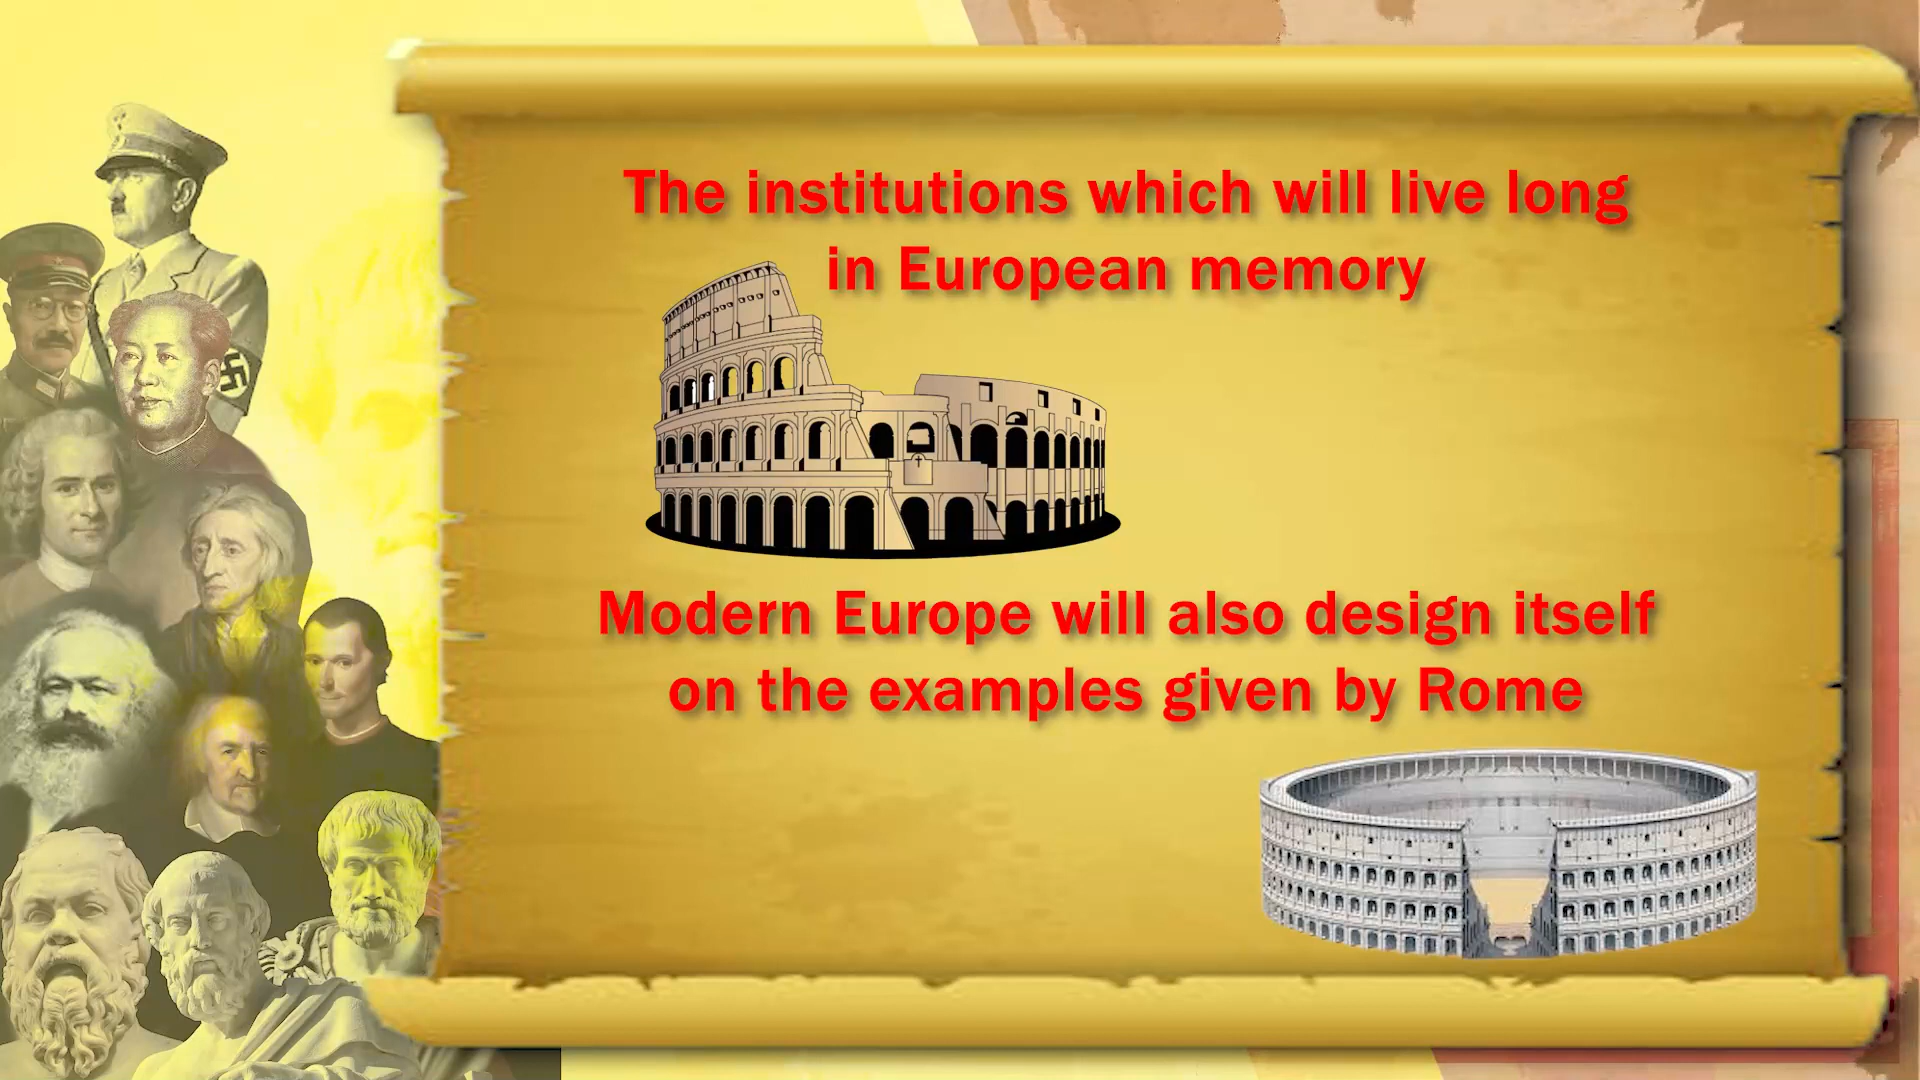 The institutions which will live long
in European memory
Modern Europe will also design itself
on the examples given by Rome